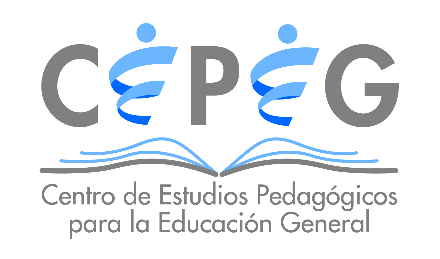 CEPEG
Centro de Estudios Pedagógicos
para la Educación General